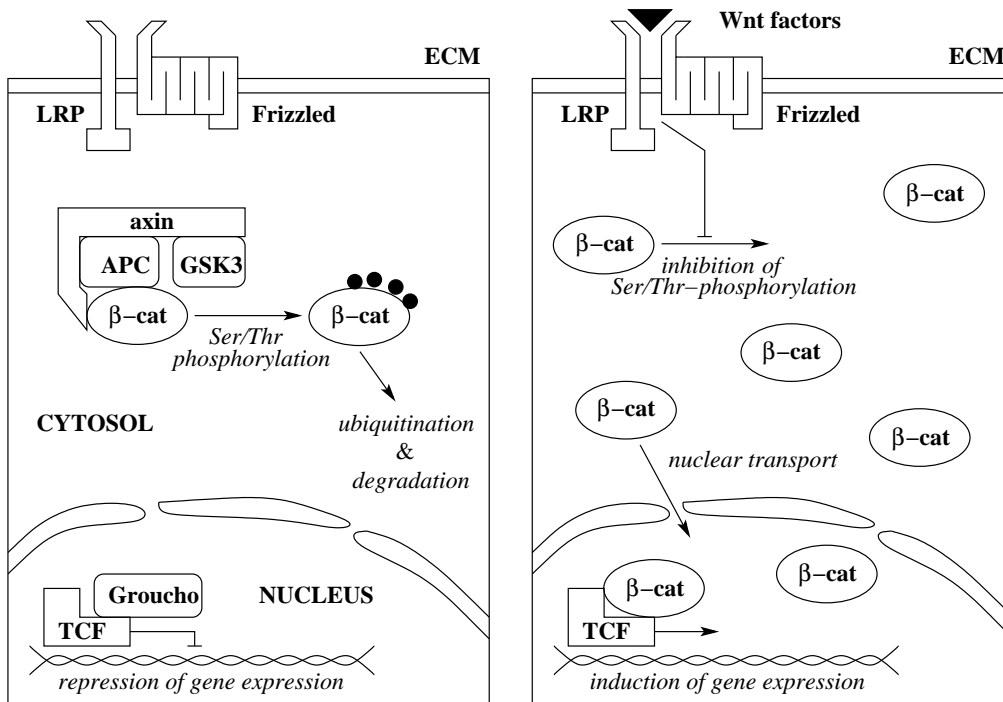 ECM
LRP
Frizzled
axin
APC
GSK3
β−cat
β−cat
Ser/Thr
phosphorylation
CYTOSOL
ubiquitination
&
degradation
Groucho
NUCLEUS
TCF
repression of gene expression
Wnt factors
ECM
LRP
Frizzled
β−cat
β−cat
inhibition of
Ser/Thr−phosphorylation
β−cat
β−cat
β−cat
nuclear transport
β−cat
β−cat
TCF
induction of gene expression